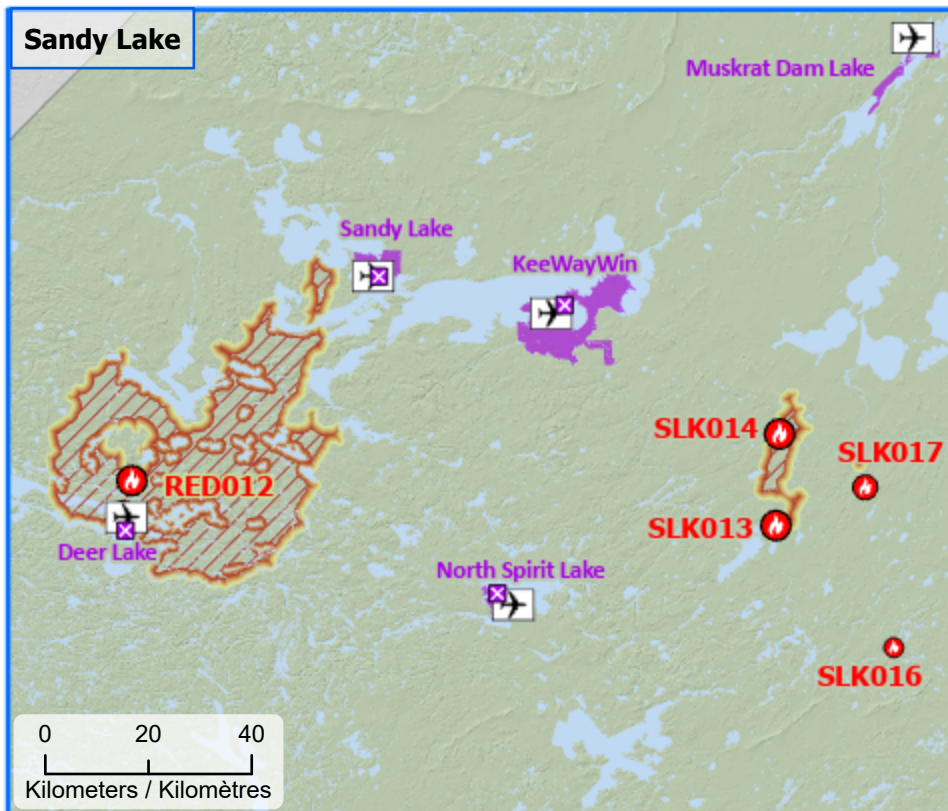 Sandy Lake
Muskrat Dam Lake
Sandy Lake
KeeWayWin
SLK014
SLK017
RED012
SLK013
Deer Lake
North Spirit Lake
SLK016
0 20 40
Kilometers / Kilomètres